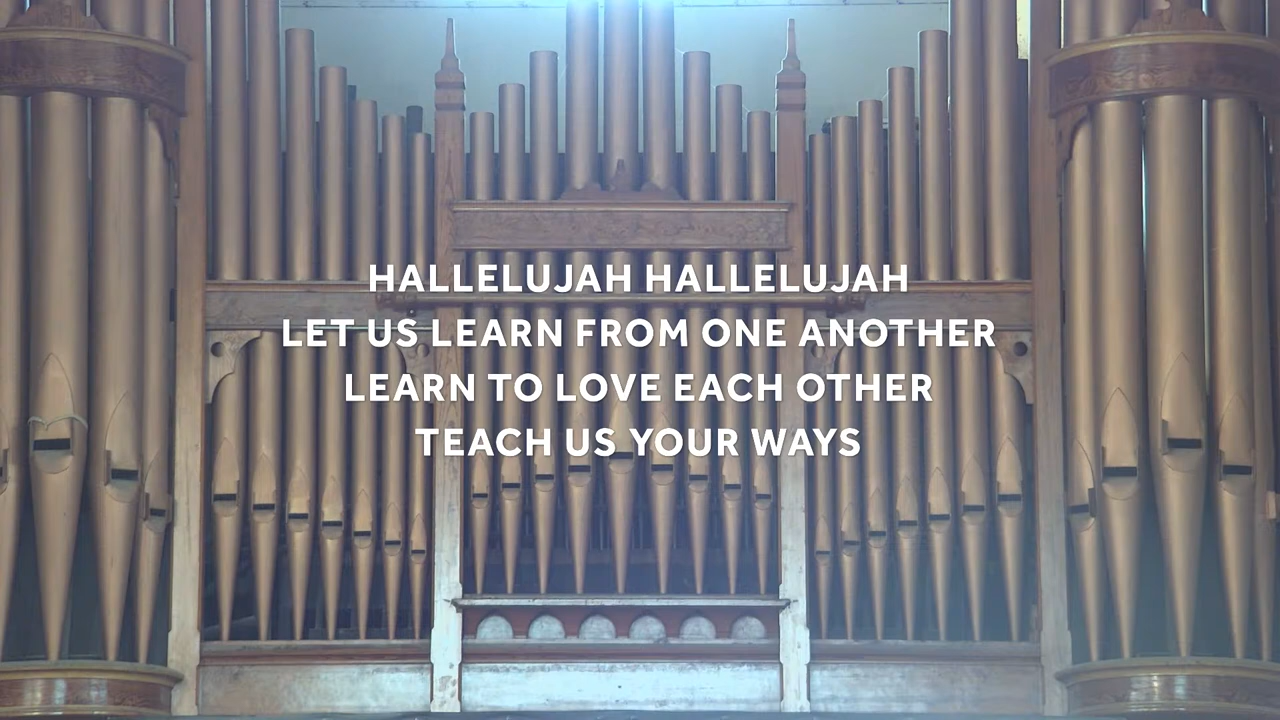 HALLELUJAH HALLELUJAH
LET US LEARN FROM ONE ANOTHER
LEARN TO LOVE EACH OTHER
TEACH US YOUR WAYS